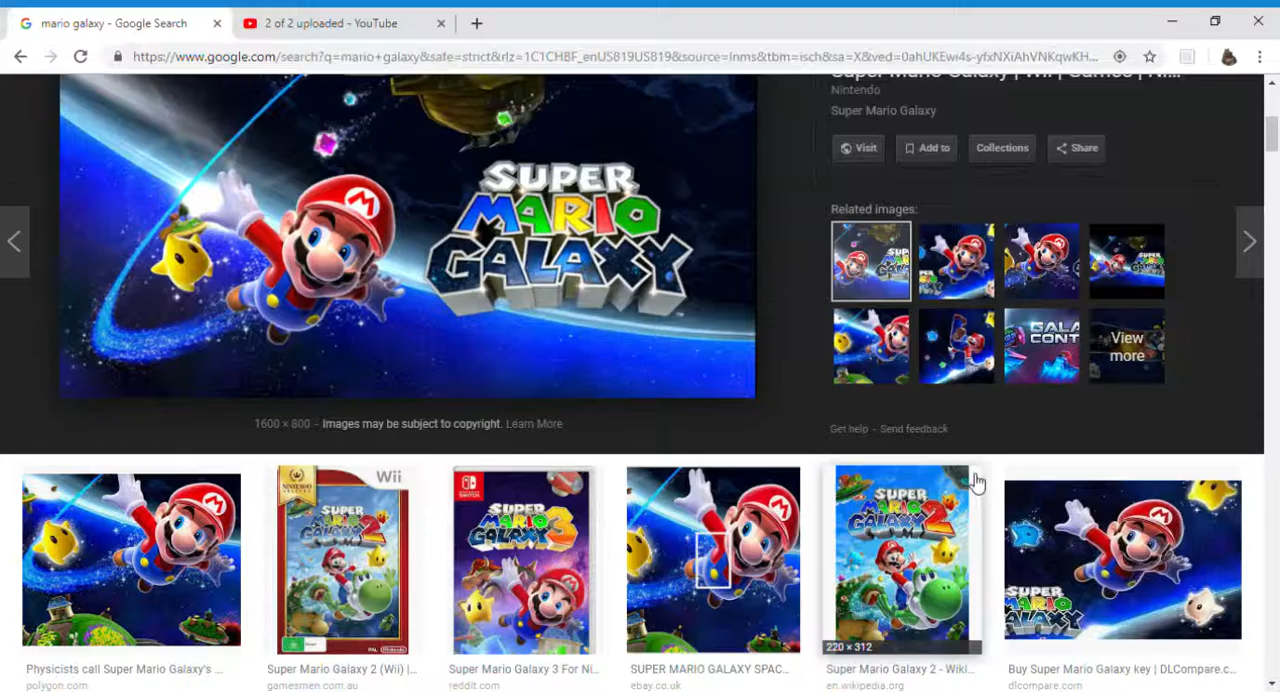 mario galaxy - Google Search
2 of 2 uploaded - YouTube
https://www.google.com/search?q=mario+galaxy&safe=strict&rlz=1C1CHBF_enUS819US819&source=lnms&tbm=isch&sa=X&ved=0ahUKEwi4s-yfxNXiAhVNKqwKH...
Super Mario Galaxy | Wii | Games | Ni...
Nintendo
Super Mario Galaxy
Visit
Add to
Collections
Share
SUPER
MARIO
GALAXY
Related images:
View
more
1600 × 800 - Images may be subject to copyright. Learn More
Get help - Send feedback
Wii
SUPER
MARIO
GALAXY 2
SUPER
MARIO
GALAXY 3
SUPER
MARIO
GALAXY 2
220 × 312
SUPER
MARIO
GALAXY
Physicists call Super Mario Galaxy's ...
polygon.com
Super Mario Galaxy 2 (Wii) |...
gamesmen.com.au
Super Mario Galaxy 3 For Ni...
reddit.com
SUPER MARIO GALAXY SPAC...
ebay.co.uk
Super Mario Galaxy 2 - Wiki...
en.wikipedia.org
Buy Super Mario Galaxy key | DLCompare.c...
dlcompare.com